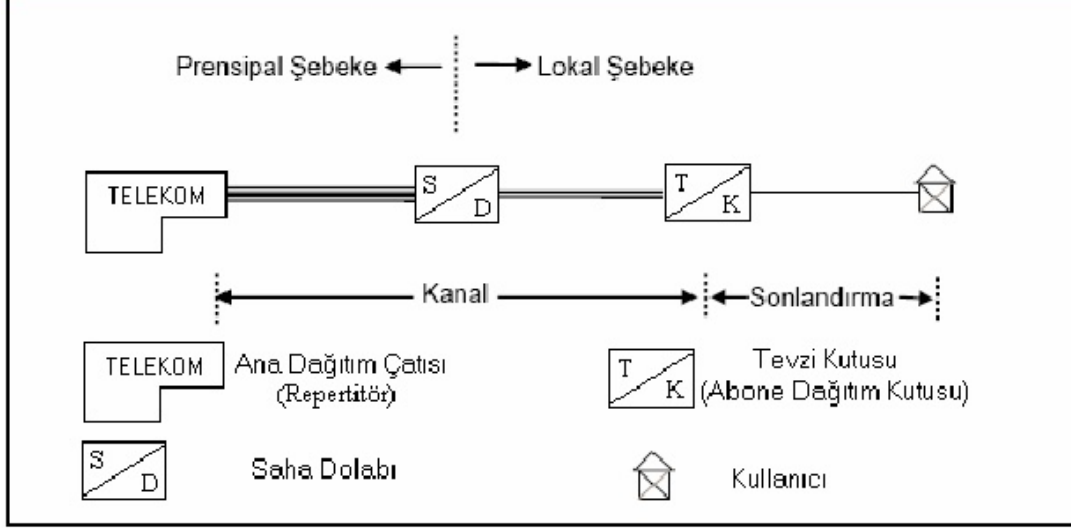 Prensipal Şebeke Lokal Şebeke
TELEKOM S D T K
Kanal Sonlandırma
TELEKOM Ana Dağıtım Çatısı
(Repertitör)
T K Tevzi Kutusu
(Abone Dağıtım Kutusu)
S D Saha Dolabı
Kullanıcı